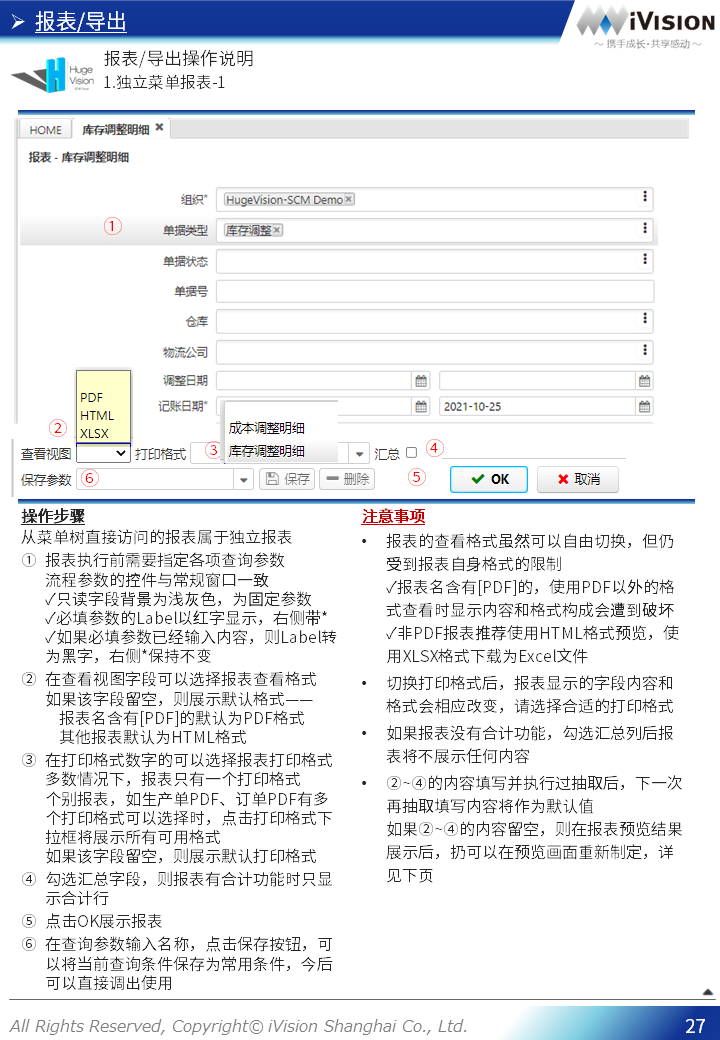 ➢ 报表/导出
iVision
～携手成长·共享感动～
Huge
Vision
报表/导出操作说明
1.独立菜单报表-1
HOME 库存调整明细 ×
报表 - 库存调整明细
组织* HugeVision-SCM Demo×
① 单据类型 库存调整×
单据状态
单据号
仓库
物流公司
调整日期
记账日期* 2021-10-25
PDF
HTML
XLSX
成本调整明细
库存调整明细
② 查看视图 打印格式 ③ 汇总 ④
保存参数 ⑥ 保存 删除 ⑤ OK 取消
操作步骤
从菜单树直接访问的报表属于独立报表
① 报表执行前需要指定各项查询参数
流程参数的控件与常规窗口一致
✓只读字段背景为浅灰色，为固定参数
✓必填参数的Label以红字显示，右侧带*
✓如果必填参数已经输入内容，则Label转
为黑字，右侧*保持不变
② 在查看视图字段可以选择报表查看格式
如果该字段留空，则展示默认格式——
报表名含有[PDF]的默认为PDF格式
其他报表默认为HTML格式
③ 在打印格式数字的可以选择报表打印格式
多数情况下，报表只有一个打印格式
个别报表，如生产单PDF、订单PDF有多
个打印格式可以选择时，点击打印格式下
拉框将展示所有可用格式
如果该字段留空，则展示默认打印格式
④ 勾选汇总字段，则报表有合计功能时只显
示合计行
⑤ 点击OK展示报表
⑥ 在查询参数输入名称，点击保存按钮，可
以将当前查询条件保存为常用条件，今后
可以直接调出使用
注意事项
• 报表的查看格式虽然可以自由切换，但仍
受到报表自身格式的限制
✓报表名含有[PDF]的，使用PDF以外的格
式查看时显示内容和格式构成会遭到破坏
✓非PDF报表推荐使用HTML格式预览，使
用XLSX格式下载为Excel文件
• 切换打印格式后，报表显示的字段内容和
格式会相应改变，请选择合适的打印格式
• 如果报表没有合计功能，勾选汇总列后报
表将不展示任何内容
• ②~④的内容填写并执行过抽取后，下一次
再抽取填写内容将作为默认值
如果②~④的内容留空，则在报表预览结果
展示后，扔可以在预览画面重新制定，详
见下页
All Rights Reserved, Copyright© iVision Shanghai Co., Ltd.
27